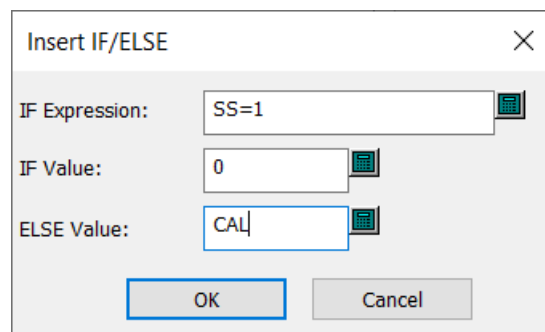 Insert IF/ELSE
IF Expression: SS=1
IF Value: 0
ELSE Value: CAL
OK Cancel